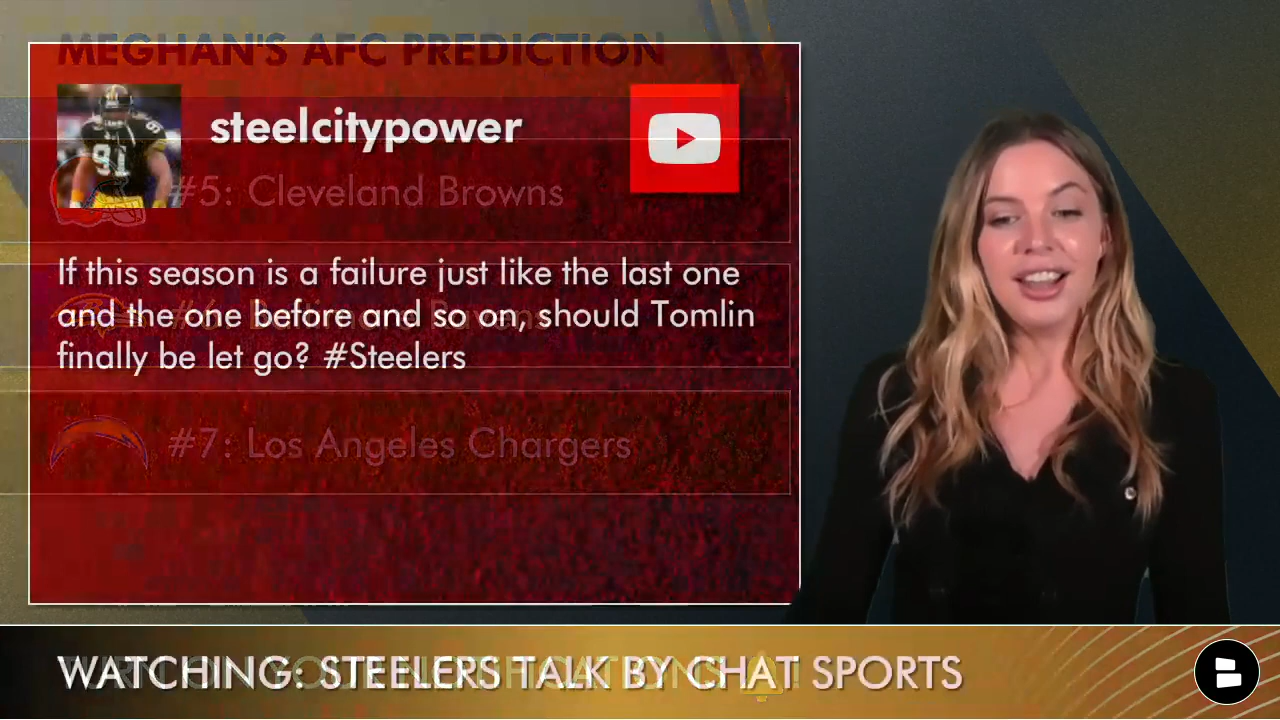 MEGHAN'S AFC PREDICTION
steelcitypower
91
#5: Cleveland Browns
If this season is a failure just like the last one
and the one before and so on, should Tomlin
finally be let go? #Steelers
#7: Los Angeles Chargers
WATCHING: STEELERS TALK BY CHAT SPORTS